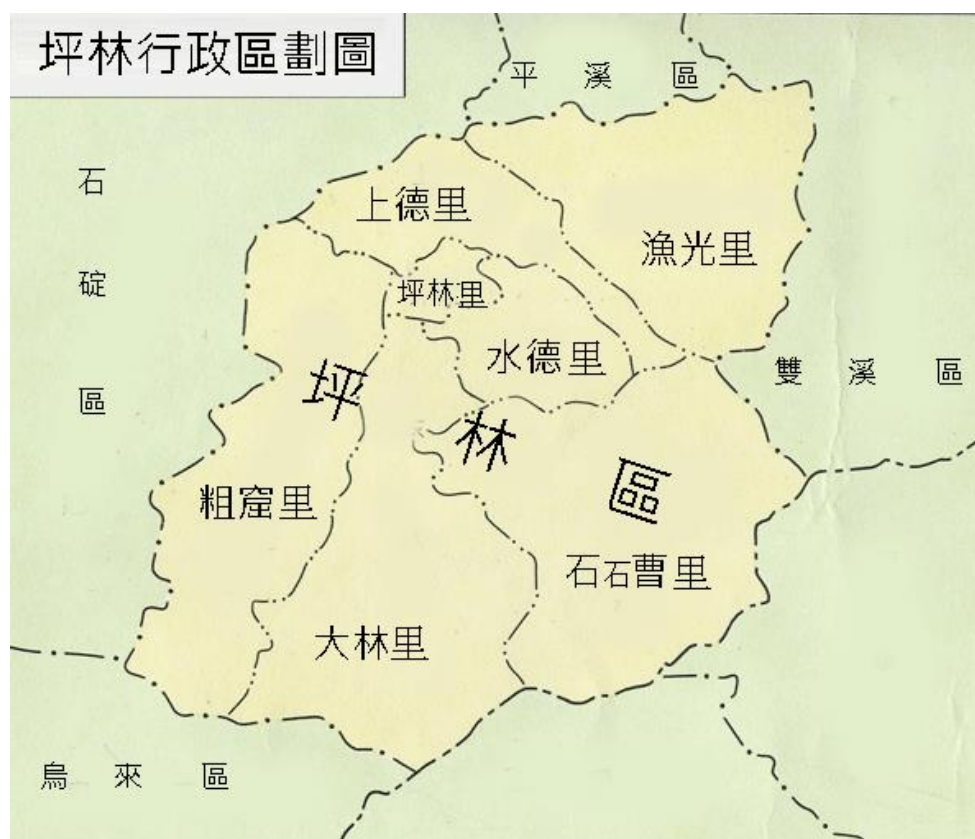 坪林行政區劃圖
平溪區
石碇區
上德里
漁光里
坪林里
水德里
雙溪區
坪林區
粗窟里
石石曹里
大林里
烏來區